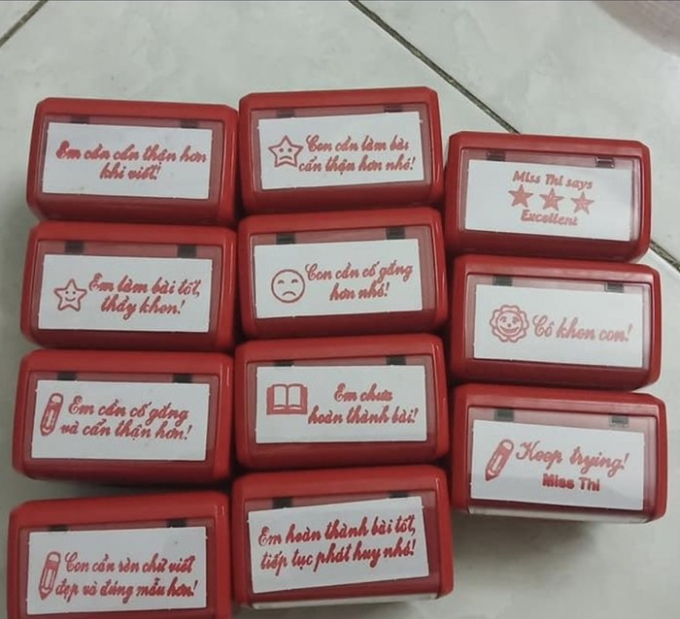 Em cần cẩn thận hơn
khi viết!
Em làm bài tốt,
thầy khen!
Em cần cố gắng
và cẩn thận hơn!
Con cần rèn chữ viết
đẹp và đúng mẫu hơn!
Con cần làm bài
cẩn thận hơn nhé!
Con cần cố gắng
hơn nhé!
Em chưa
hoàn thành bài!
Em hoàn thành bài tốt,
tiếp tục phát huy nhé!
Miss Thi says
Excellent
Cô khen con!
Keep trying!
Miss Thi